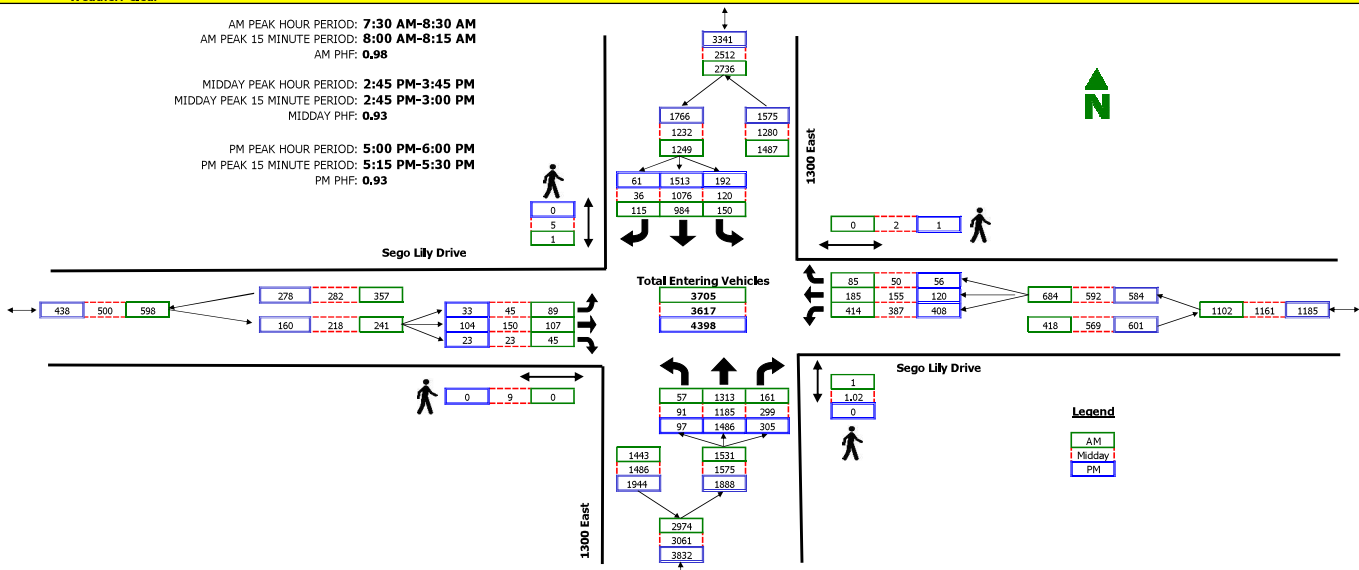 AM PEAK HOUR PERIOD: 7:30 AM-8:30 AM
AM PEAK 15 MINUTE PERIOD: 8:00 AM-8:15 AM
AM PHF: 0.98
MIDDAY PEAK HOUR PERIOD: 2:45 PM-3:45 PM
MIDDAY PEAK 15 MINUTE PERIOD: 2:45 PM-3:00 PM
MIDDAY PHF: 0.93
PM PEAK HOUR PERIOD: 5:00 PM-6:00 PM
PM PEAK 15 MINUTE PERIOD: 5:15 PM-5:30 PM
PM PHF: 0.93
3341
2512
2736
1766 1575
1232 1280
1249 1487
61 1513 192
36 1076 120
115 984 150
1300 East
N
0
5
1
0 2 1
Sego Lily Drive
Total Entering Vehicles
3705
3617
4398
278 282 357
438 500 598
160 218 241
33 45 89
104 150 107
23 23 45
85 50 56
185 155 120
414 387 408
684 592 584
1102 1161 1185
418 569 601
Sego Lily Drive
0 9 0
57 1313 161
91 1185 299
97 1486 305
1
1.02
0
1443 1531
1486 1575
1944 1888
2974
3061
3832
1300 East
Legend
AM
Midday
PM